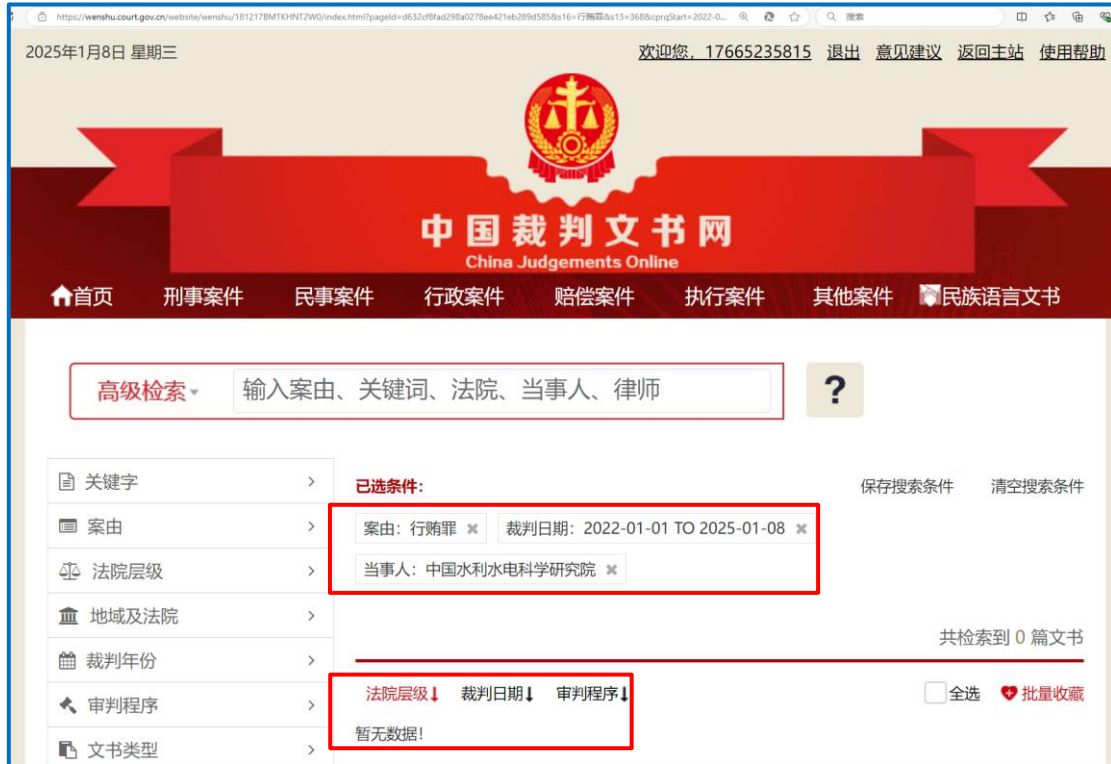 https://wenshu.court.gov.cn/website/wenshu/181217BMTKHNT2W0/index.html?pageId=d632cf8fad298a0278ee421eb289d585&s16=行贿罪&s13=368&cprqStart=2022-0...
搜索
2025年1月8日 星期三
欢迎您，17665235815 退出 意见建议 返回主站 使用帮助
中国裁判文书网
China Judgements Online
首页 刑事案件 民事案件 行政案件 赔偿案件 执行案件 其他案件 民族语言文书
高级检索 输入案由、关键词、法院、当事人、律师 ?
关键字
案由
法院层级
地域及法院
裁判年份
审判程序
文书类型
已选条件：
保存搜索条件 清空搜索条件
案由：行贿罪 裁判日期：2022-01-01 TO 2025-01-08
当事人：中国水利水电科学研究院
共检索到 0 篇文书
法院层级 裁判日期 审判程序
全选 批量收藏
暂无数据!